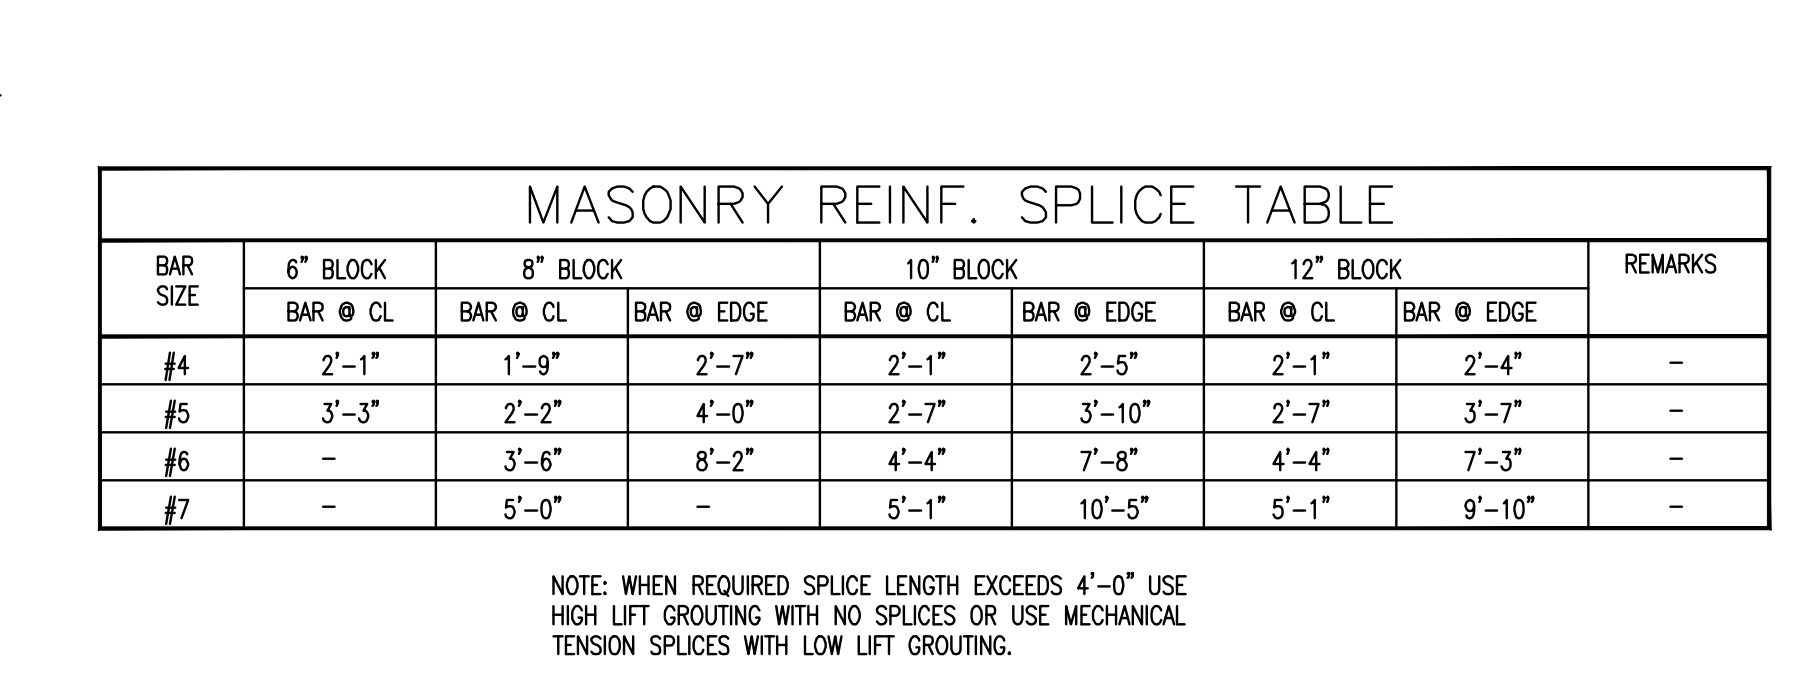 MASONRY REINF. SPLICE TABLE
BAR SIZE 6" BLOCK 8" BLOCK 10" BLOCK 12" BLOCK REMARKS
BAR @ CL BAR @ CL BAR @ EDGE BAR @ CL BAR @ EDGE BAR @ CL BAR @ EDGE
#4 2'-1" 1'-9" 2'-7" 2'-1" 2'-5" 2'-1" 2'-4" -
#5 3'-3" 2'-2" 4'-0" 2'-7" 3'-10" 2'-7" 3'-7" -
#6 - 3'-6" 8'-2" 4'-4" 7'-8" 4'-4" 7'-3" -
#7 - 5'-0" - 5'-1" 10'-5" 5'-1" 9'-10" -
NOTE: WHEN REQUIRED SPLICE LENGTH EXCEEDS 4'-0" USE
HIGH LIFT GROUTING WITH NO SPLICES OR USE MECHANICAL
TENSION SPLICES WITH LOW LIFT GROUTING.